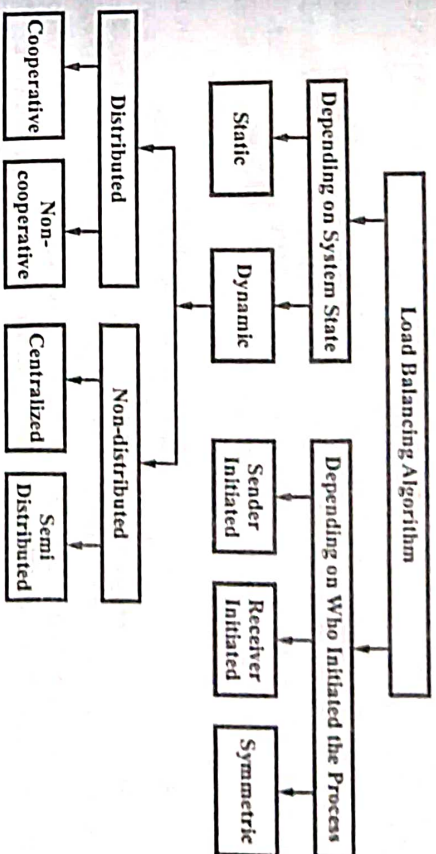 Load Balancing Algorithm
Depending on System State
Depending on Who Initiated the Process
Static
Dynamic
Sender
Initiated
Receiver
Initiated
Symmetric
Distributed
Non-distributed
Cooperative
Non-
cooperative
Centralized
Semi
Distributed